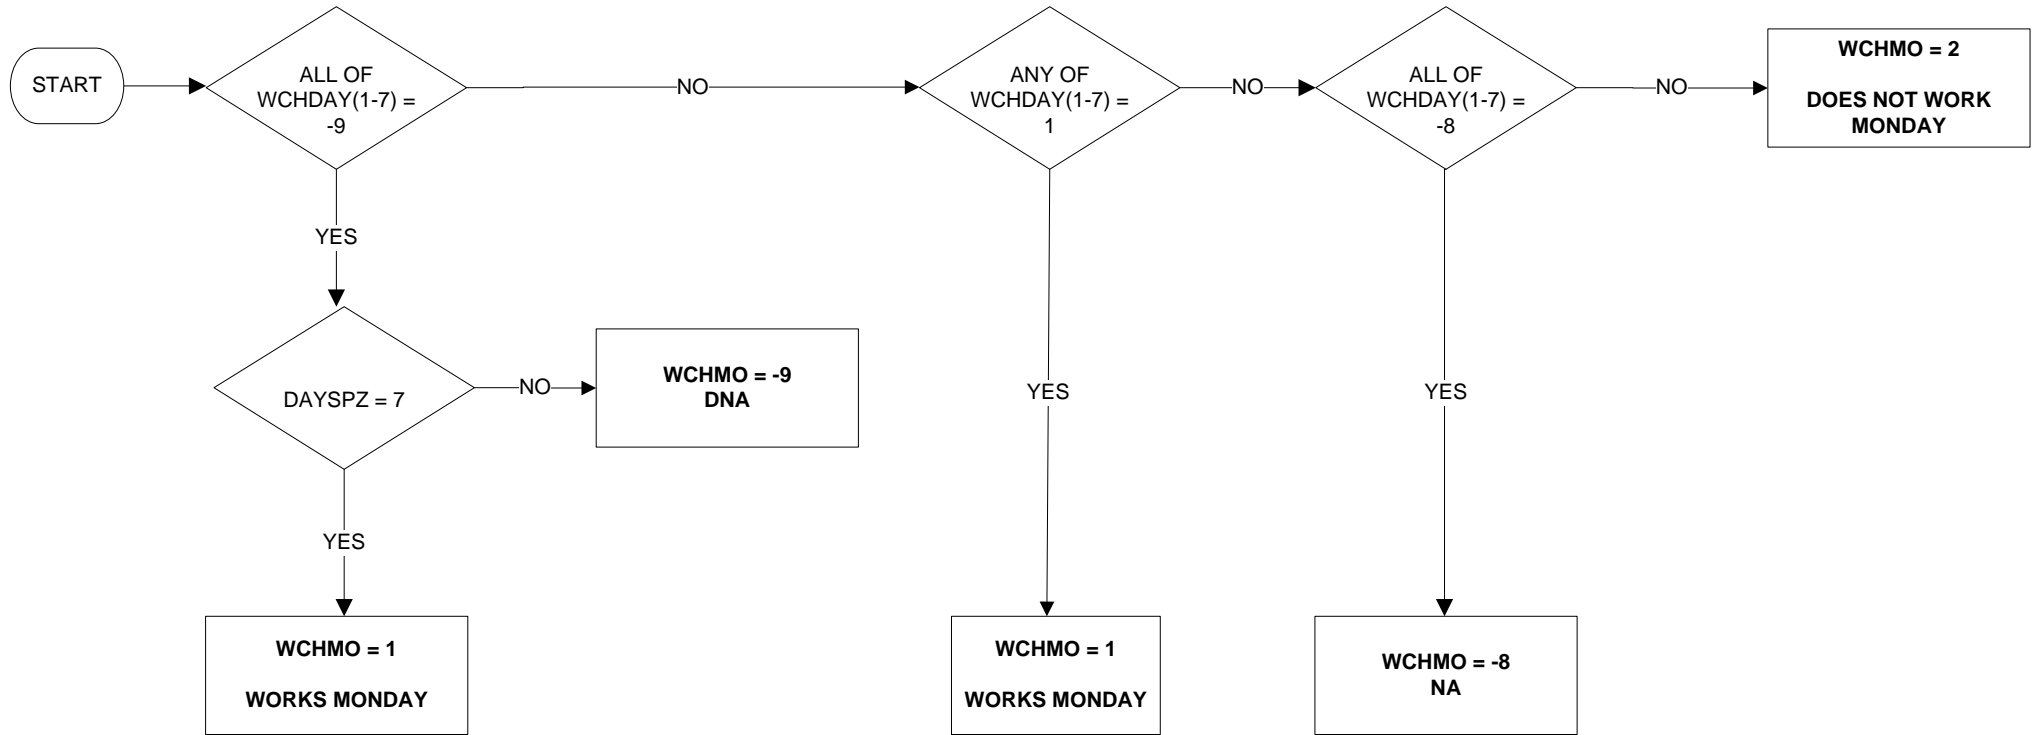 START
ALL OF
WCHDAY(1-7) =
-9
NO
ANY OF
WCHDAY(1-7) =
1
NO
ALL OF
WCHDAY(1-7) =
-8
NO
WCHMO = 2
DOES NOT WORK
MONDAY
YES
DAYSPZ = 7
NO
WCHMO = -9
DNA
YES
YES
YES
WCHMO = 1
WORKS MONDAY
WCHMO = 1
WORKS MONDAY
WCHMO = -8
NA